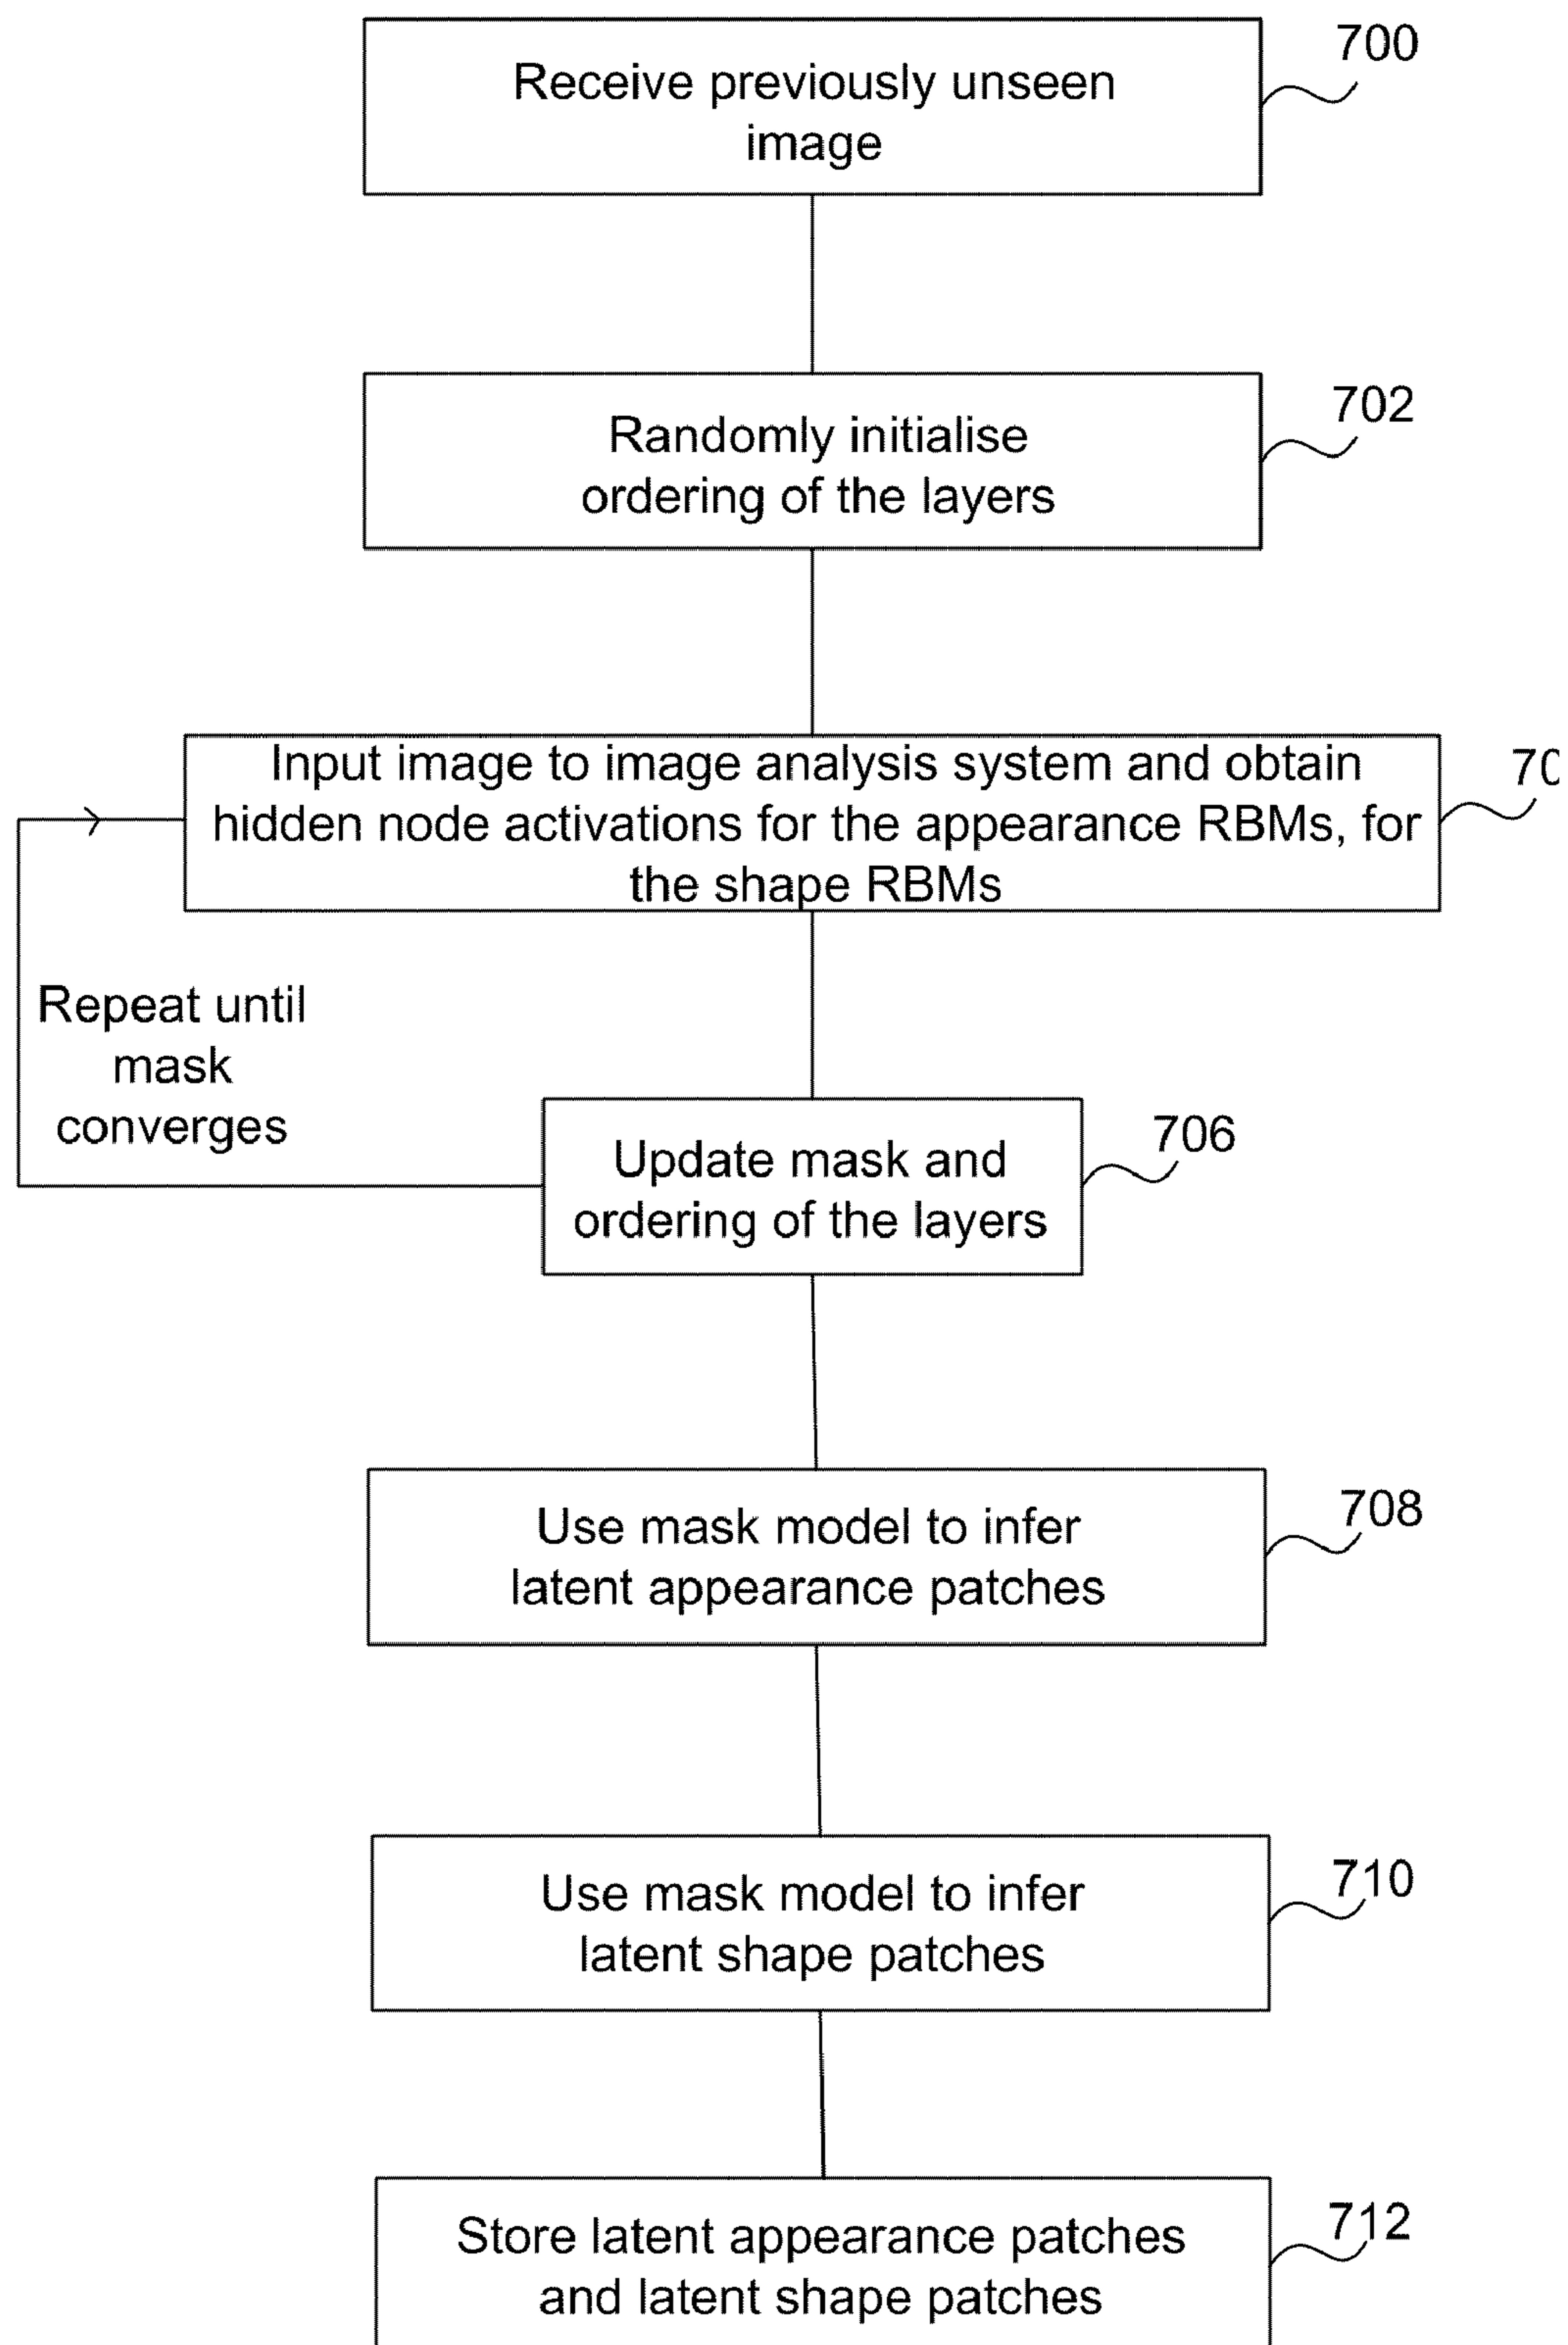 700
Receive previously unseen
image
702
Randomly initialise
ordering of the layers
70
Input image to image analysis system and obtain
hidden node activations for the appearance RBMs, for
the shape RBMs
Repeat until
mask
converges
706
Update mask and
ordering of the layers
708
Use mask model to infer
latent appearance patches
710
Use mask model to infer
latent shape patches
712
Store latent appearance patches
and latent shape patches